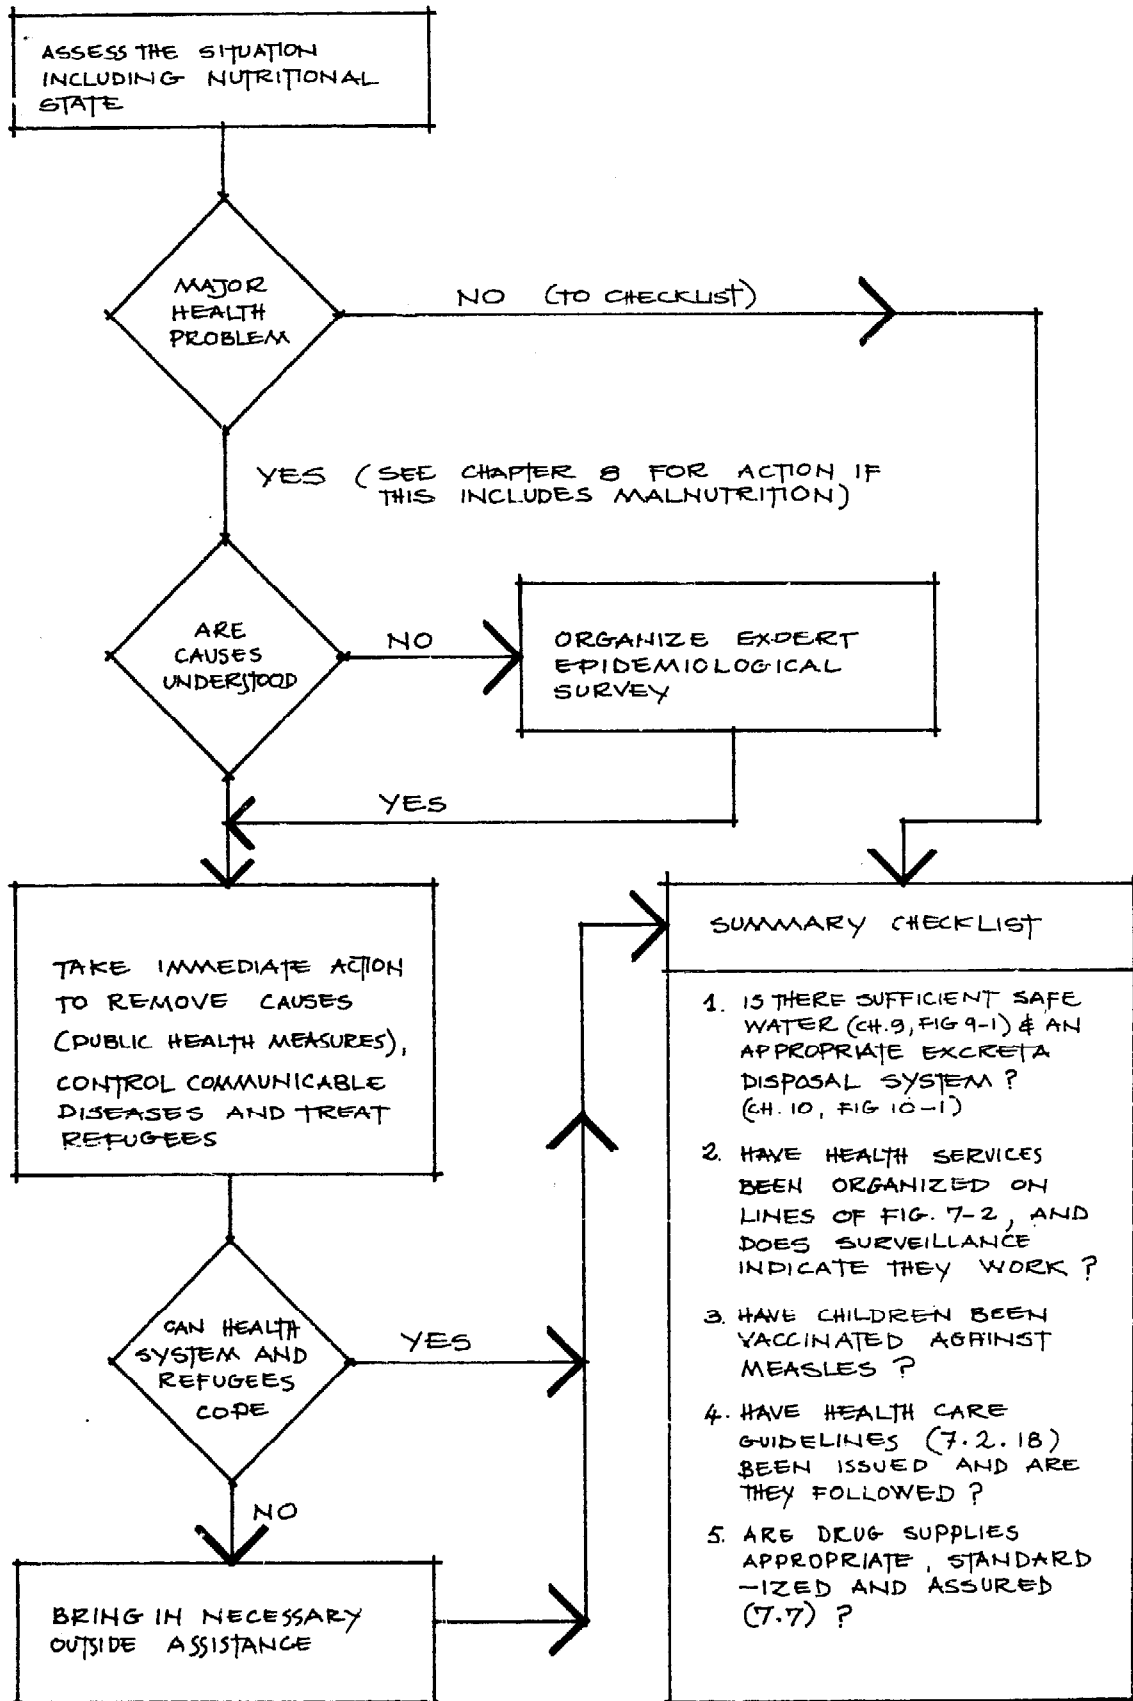 ASSESS THE SITUATION
INCLUDING NUTRITIONAL
STATE
MAJOR
HEALTH
PROBLEM
NO (TO CHECKLIST)
YES (SEE CHAPTER 8 FOR ACTION IF
THIS INCLUDES MALNUTRITION)
ARE
CAUSES
UNDERSTOOD
NO
ORGANIZE EXPERT
EPIDEMIOLOGICAL
SURVEY
YES
TAKE IMMEDIATE ACTION
TO REMOVE CAUSES
(PUBLIC HEALTH MEASURES),
CONTROL COMMUNICABLE
DISEASES AND TREAT
REFUGEES
CAN HEALTH
SYSTEM AND
REFUGEES
COPE
YES
NO
BRING IN NECESSARY
OUTSIDE ASSISTANCE
SUMMARY CHECKLIST
1. IS THERE SUFFICIENT SAFE
WATER (CH.9, FIG 9-1) & AN
APPROPRIATE EXCRETA
DISPOSAL SYSTEM ?
(CH. 10, FIG 10-1)
2. HAVE HEALTH SERVICES
BEEN ORGANIZED ON
LINES OF FIG. 7-2, AND
DOES SURVEILLANCE
INDICATE THEY WORK ?
3. HAVE CHILDREN BEEN
VACCINATED AGAINST
MEASLES ?
4. HAVE HEALTH CARE
GUIDELINES (7.2.18)
BEEN ISSUED AND ARE
THEY FOLLOWED ?
5. ARE DRUG SUPPLIES
APPROPRIATE, STANDARD
-IZED AND ASSURED
(7.7) ?